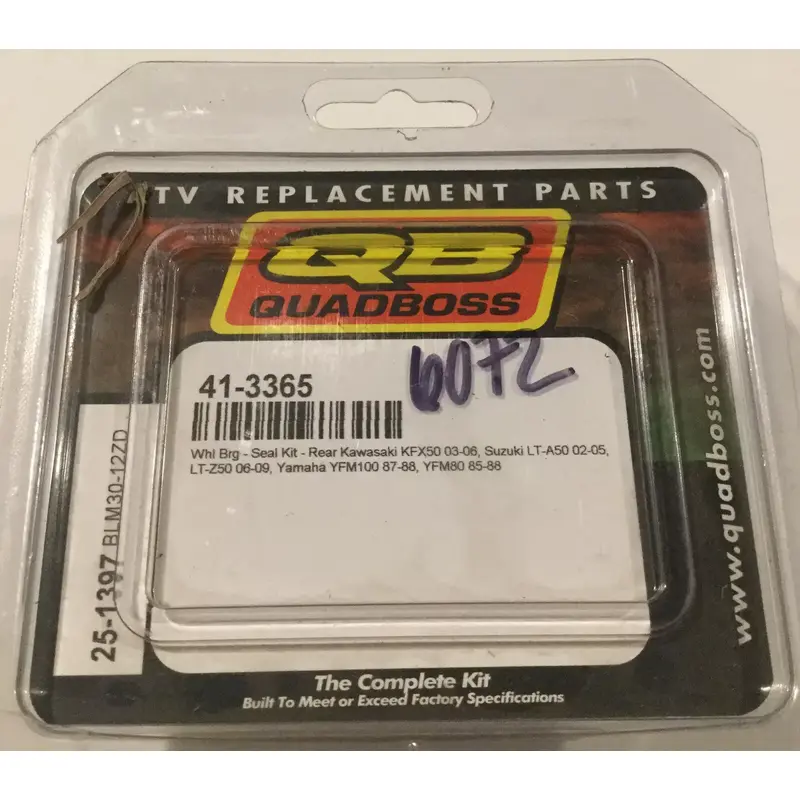 ATV REPLACEMENT PARTS
QB
QUADBOSS
6072
41-3365
Whl Brg - Seal Kit - Rear Kawasaki KFX50 03-06, Suzuki LT-A50 02-05,
LT-Z50 06-09, Yamaha YFM100 87-88, YFM80 85-88
25-1397 BLM30-12ZD
www.quadboss.com
The Complete Kit
Built To Meet or Exceed Factory Specifications